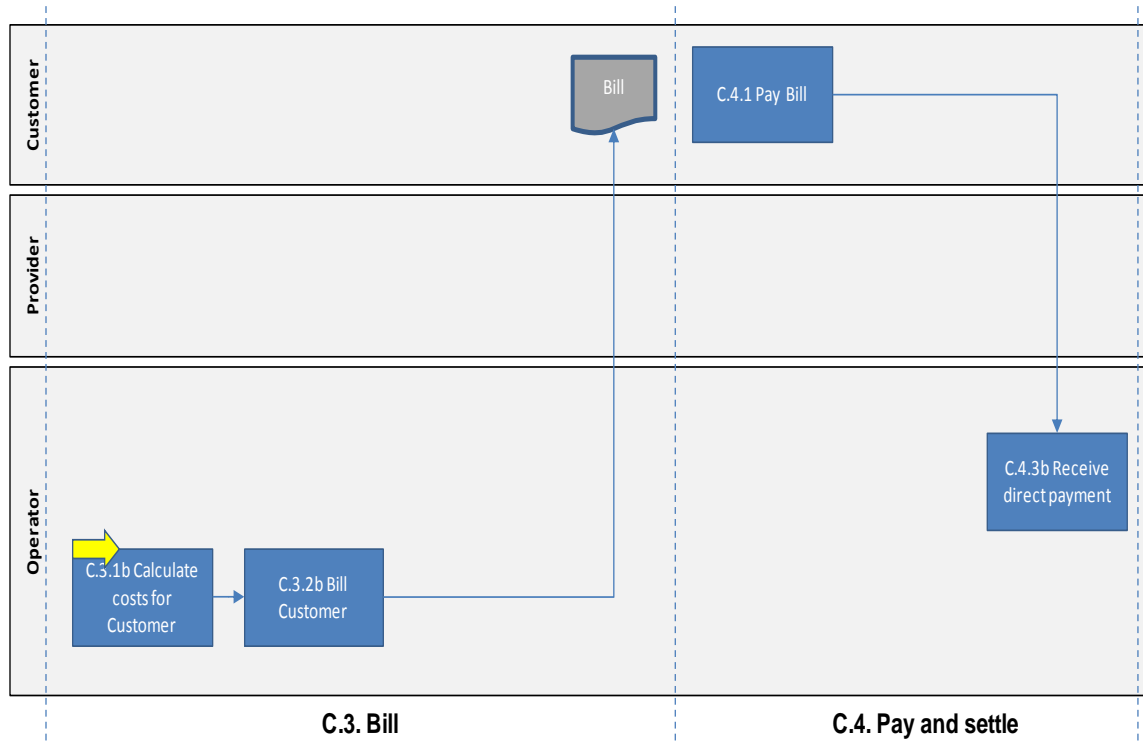 Customer
Bill
C.4.1 Pay Bill
Provider
Operator
C.3.1b Calculate
costs for
Customer
C.3.2b Bill
Customer
C.4.3b Receive
direct payment
C.3. Bill
C.4. Pay and settle